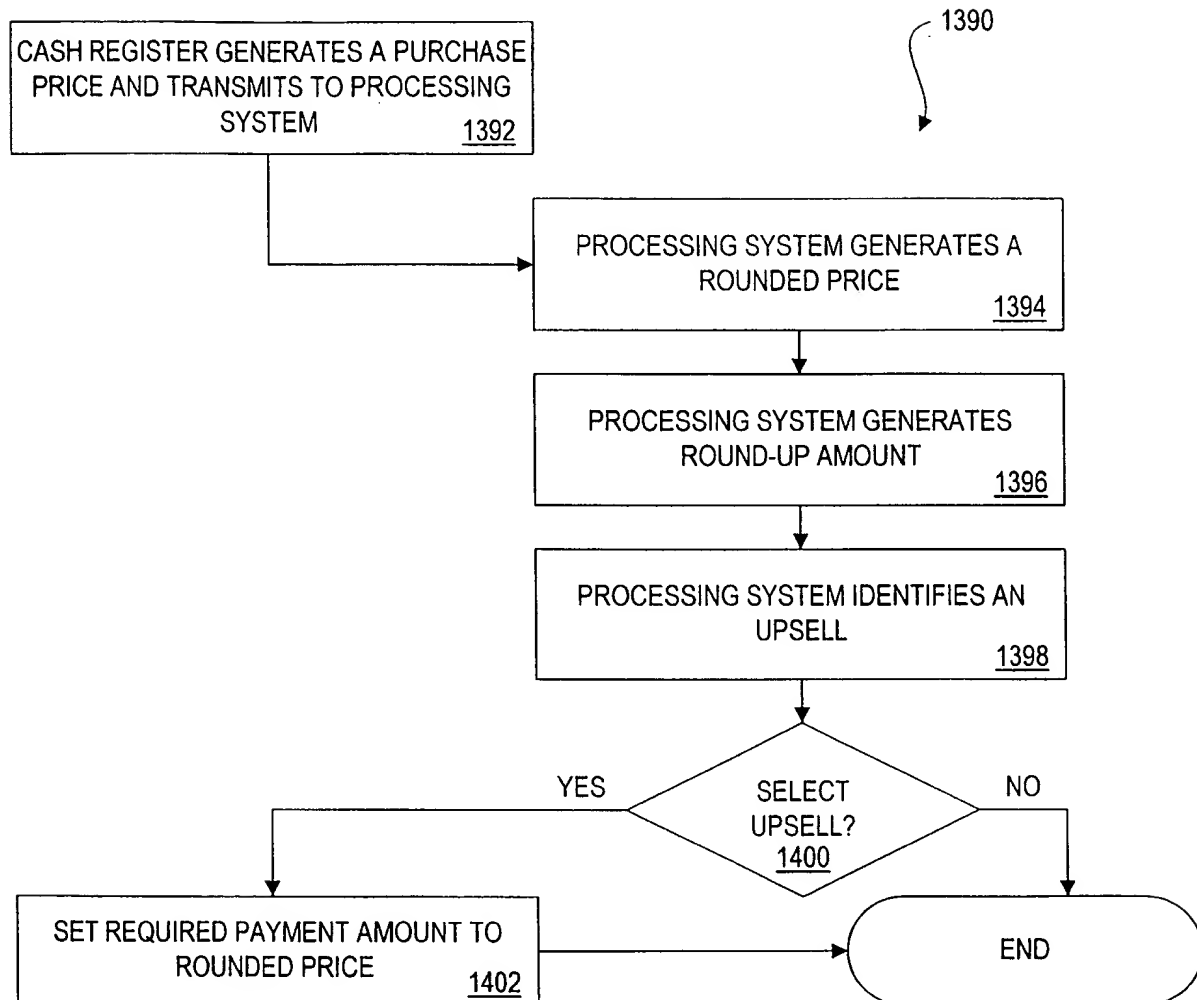 1390
CASH REGISTER GENERATES A PURCHASE
PRICE AND TRANSMITS TO PROCESSING
SYSTEM
1392
PROCESSING SYSTEM GENERATES A
ROUNDED PRICE
1394
PROCESSING SYSTEM GENERATES
ROUND-UP AMOUNT
1396
PROCESSING SYSTEM IDENTIFIES AN
UPSELL
1398
YES
SELECT
UPSELL?
1400
NO
SET REQUIRED PAYMENT AMOUNT TO
ROUNDED PRICE
1402
END